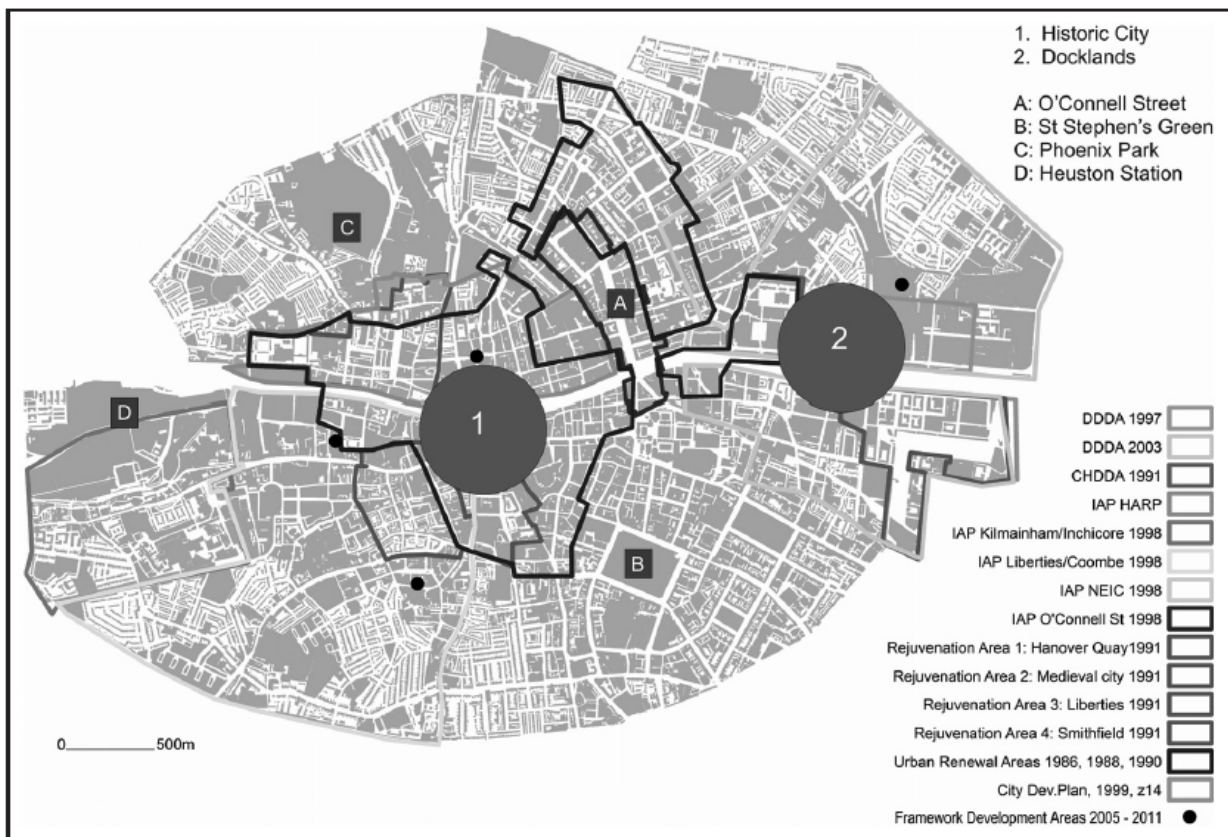 1. Historic City
2. Docklands
A: O'Connell Street
B: St Stephen's Green
C: Phoenix Park
D: Heuston Station
C
A
2
D
1
B
0 500m
DDDA 1997
DDDA 2003
CHDDA 1991
IAP HARP
IAP Kilmainham/Inchicore 1998
IAP Liberties/Coombe 1998
IAP NEIC 1998
IAP O'Connell St 1998
Rejuvenation Area 1: Hanover Quay1991
Rejuvenation Area 2: Medieval city 1991
Rejuvenation Area 3: Liberties 1991
Rejuvenation Area 4: Smithfield 1991
Urban Renewal Areas 1986, 1988, 1990
City Dev.Plan, 1999, z14
Framework Development Areas 2005 - 2011